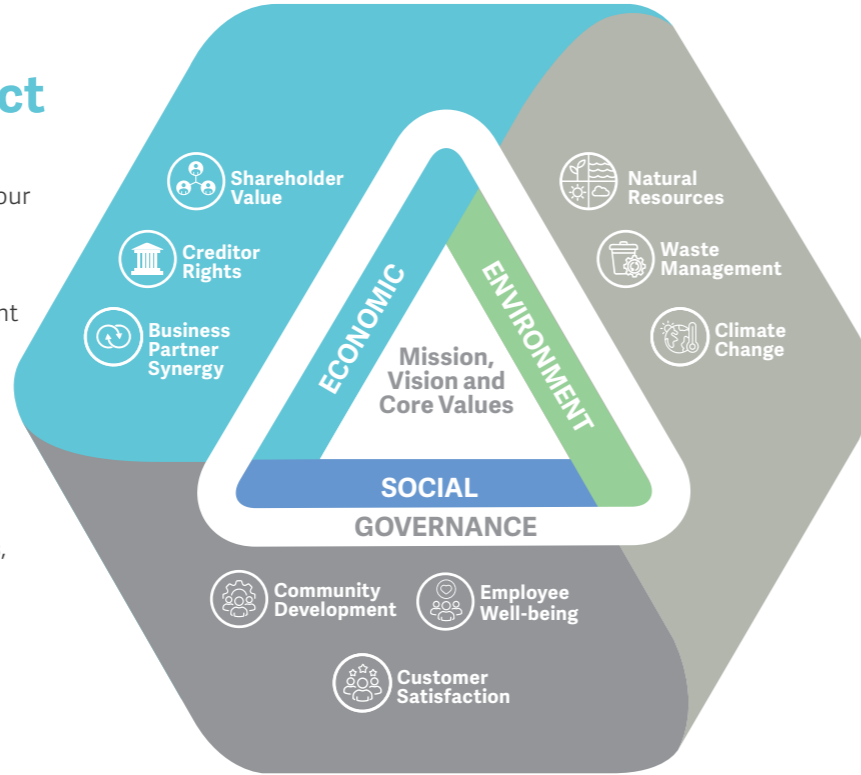 ct
our
nt
,
Shareholder
Value
Creditor
Rights
Business
Partner
Synergy
Natural
Resources
Waste
Management
Climate
Change
ECONOMIC
ENVIRONMENT
Mission,
Vision and
Core Values
SOCIAL
GOVERNANCE
Community
Development
Employee
Well-being
Customer
Satisfaction